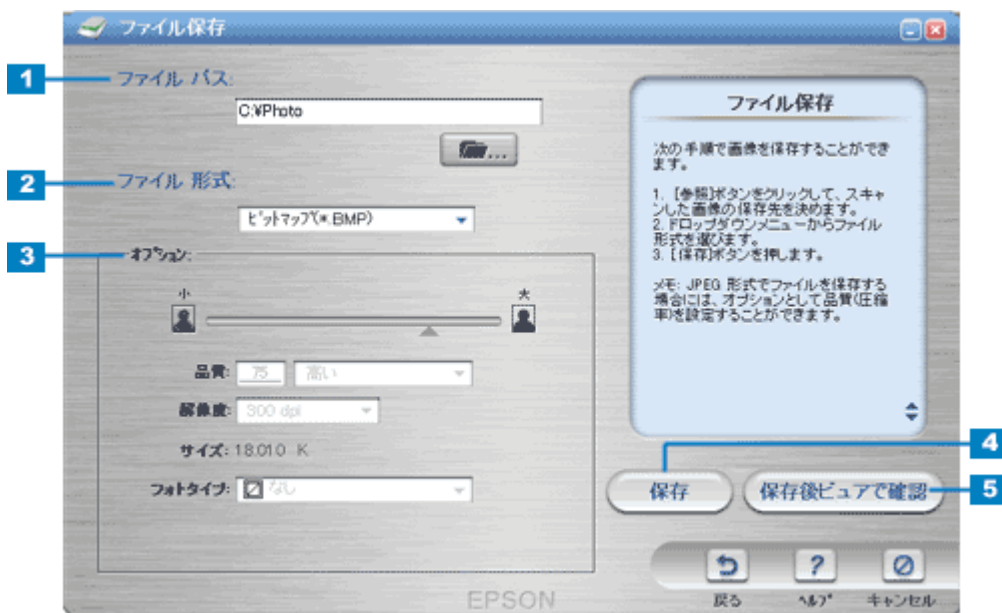 ファイル保存
1
ファイル パス:
C:¥Photo
...
2
ファイル 形式:
ビットマップ(*.BMP)
3
オプション:
小
大
品質: 75 高い
解像度: 300 dpi
サイズ: 18.010 K
フォトタイプ: なし
ファイル保存
次の手順で画像を保存することができ
ます。
1. [参照]ボタンをクリックして、スキャ
ンした画像の保存先を決めます。
2. ドロップダウンメニューからファイル
形式を選びます。
3. [保存]ボタンを押します。
メモ: JPEG 形式でファイルを保存する
場合には、オプションとして品質(圧縮
率)を設定することができます。
4
保存
保存後ビュアで確認
5
戻る
ヘルプ
キャンセル
EPSON